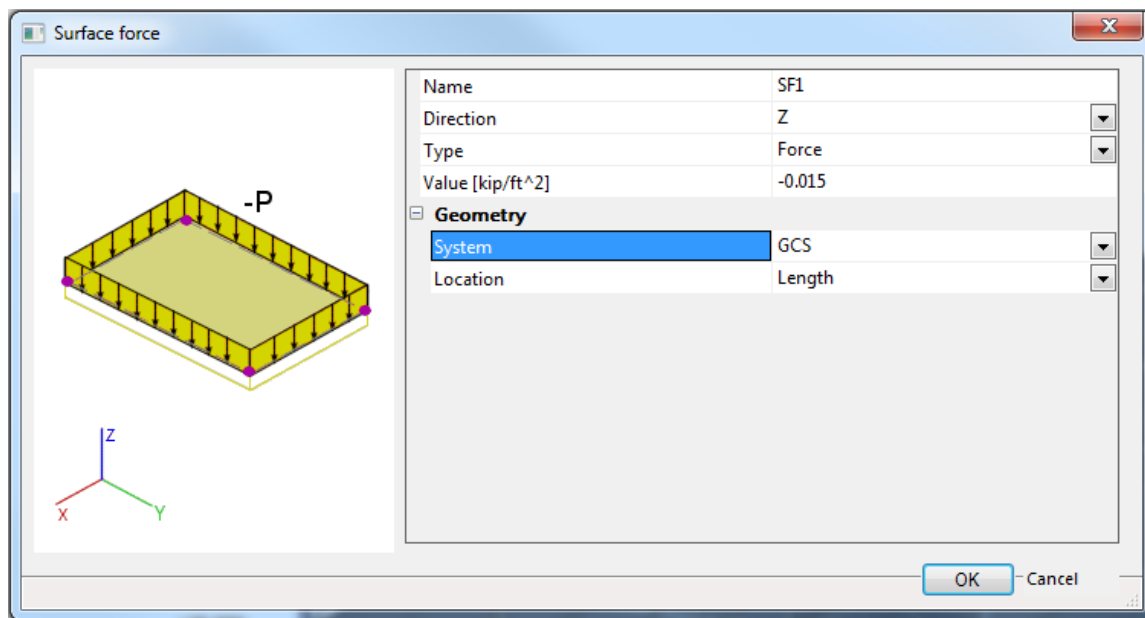 Surface force
Name SF1
Direction Z
Type Force
Value [kip/ft^2] -0.015
Geometry
System GCS
Location Length
-P
Z
X
Y
OK Cancel